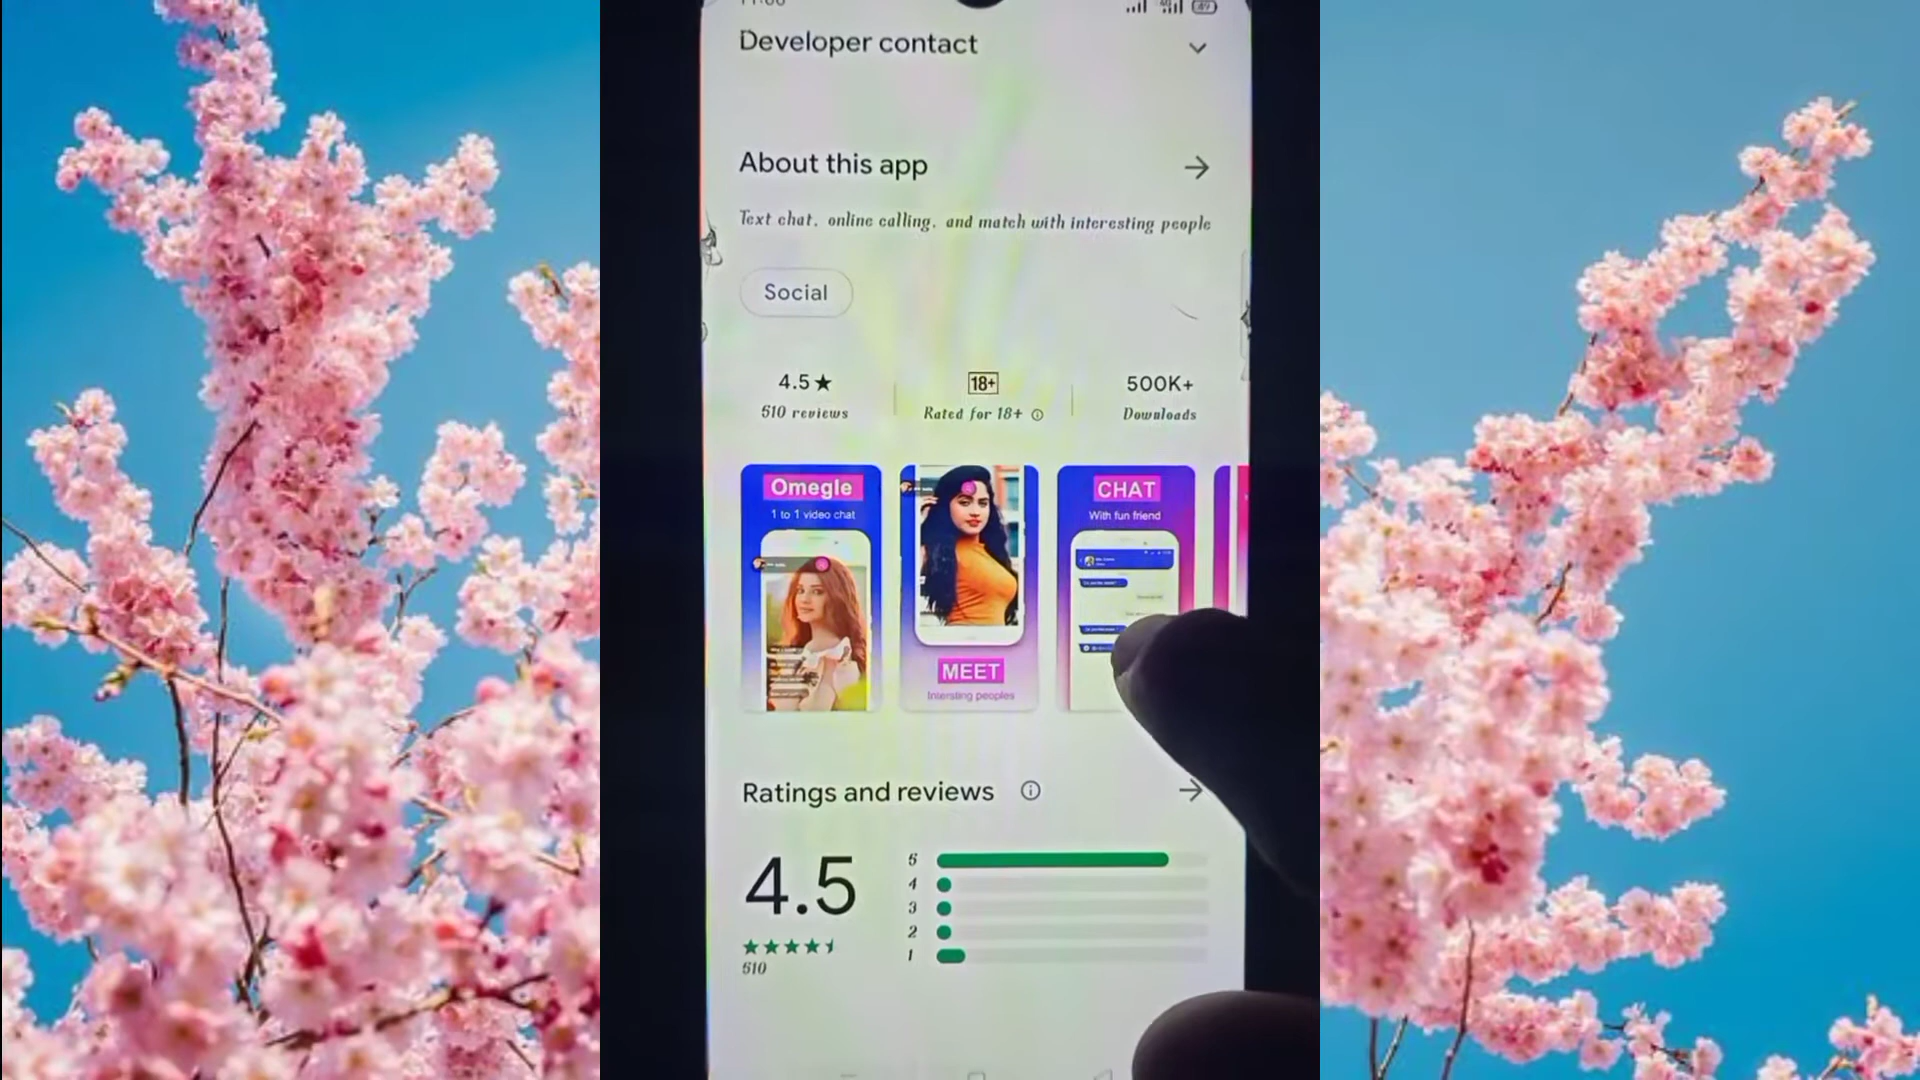 Developer contact
About this app
Text chat, online calling, and match with interesting people
Social
4.5★
510 reviews
18+
Rated for 18+
500K+
Downloads
Omegle
1 to 1 video chat
MEET
Intersting peoples
CHAT
With fun friend
Ratings and reviews
4.5
510
5
4
3
2
1